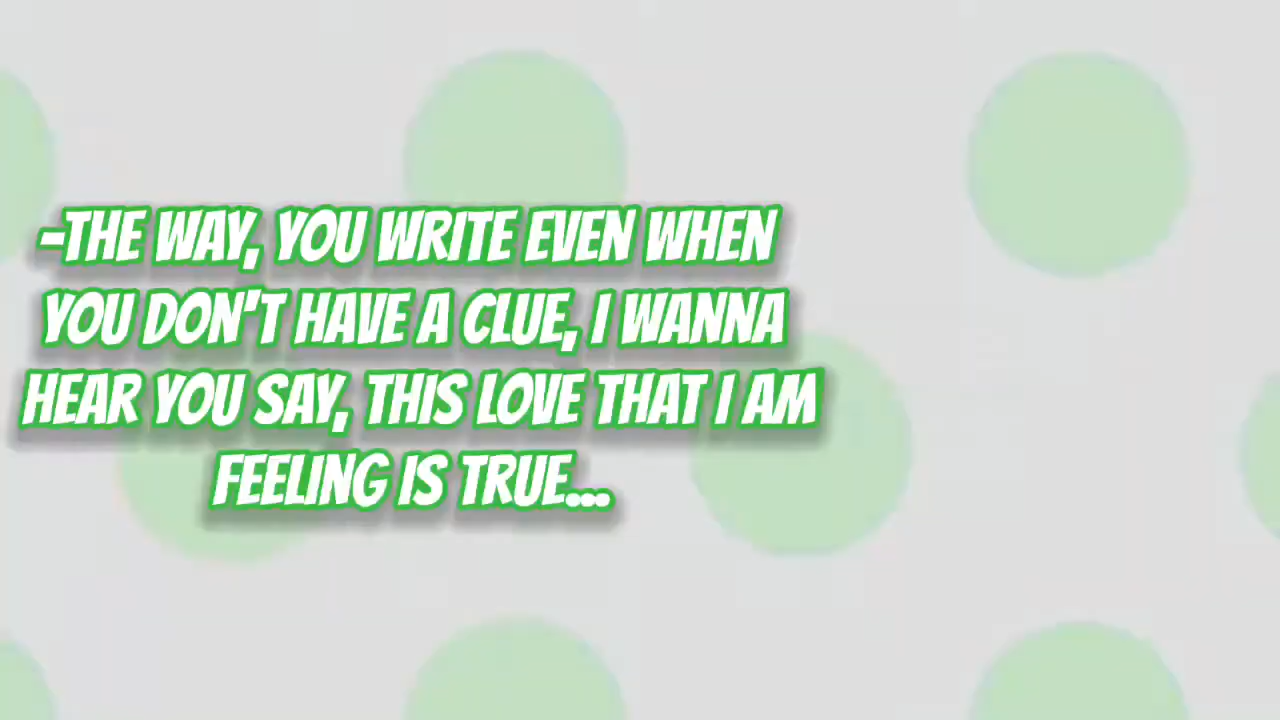 -THE WAY, YOU WRITE EVEN WHEN
YOU DON'T HAVE A CLUE, I WANNA
HEAR YOU SAY, THIS LOVE THAT I AM
FEELING IS TRUE...